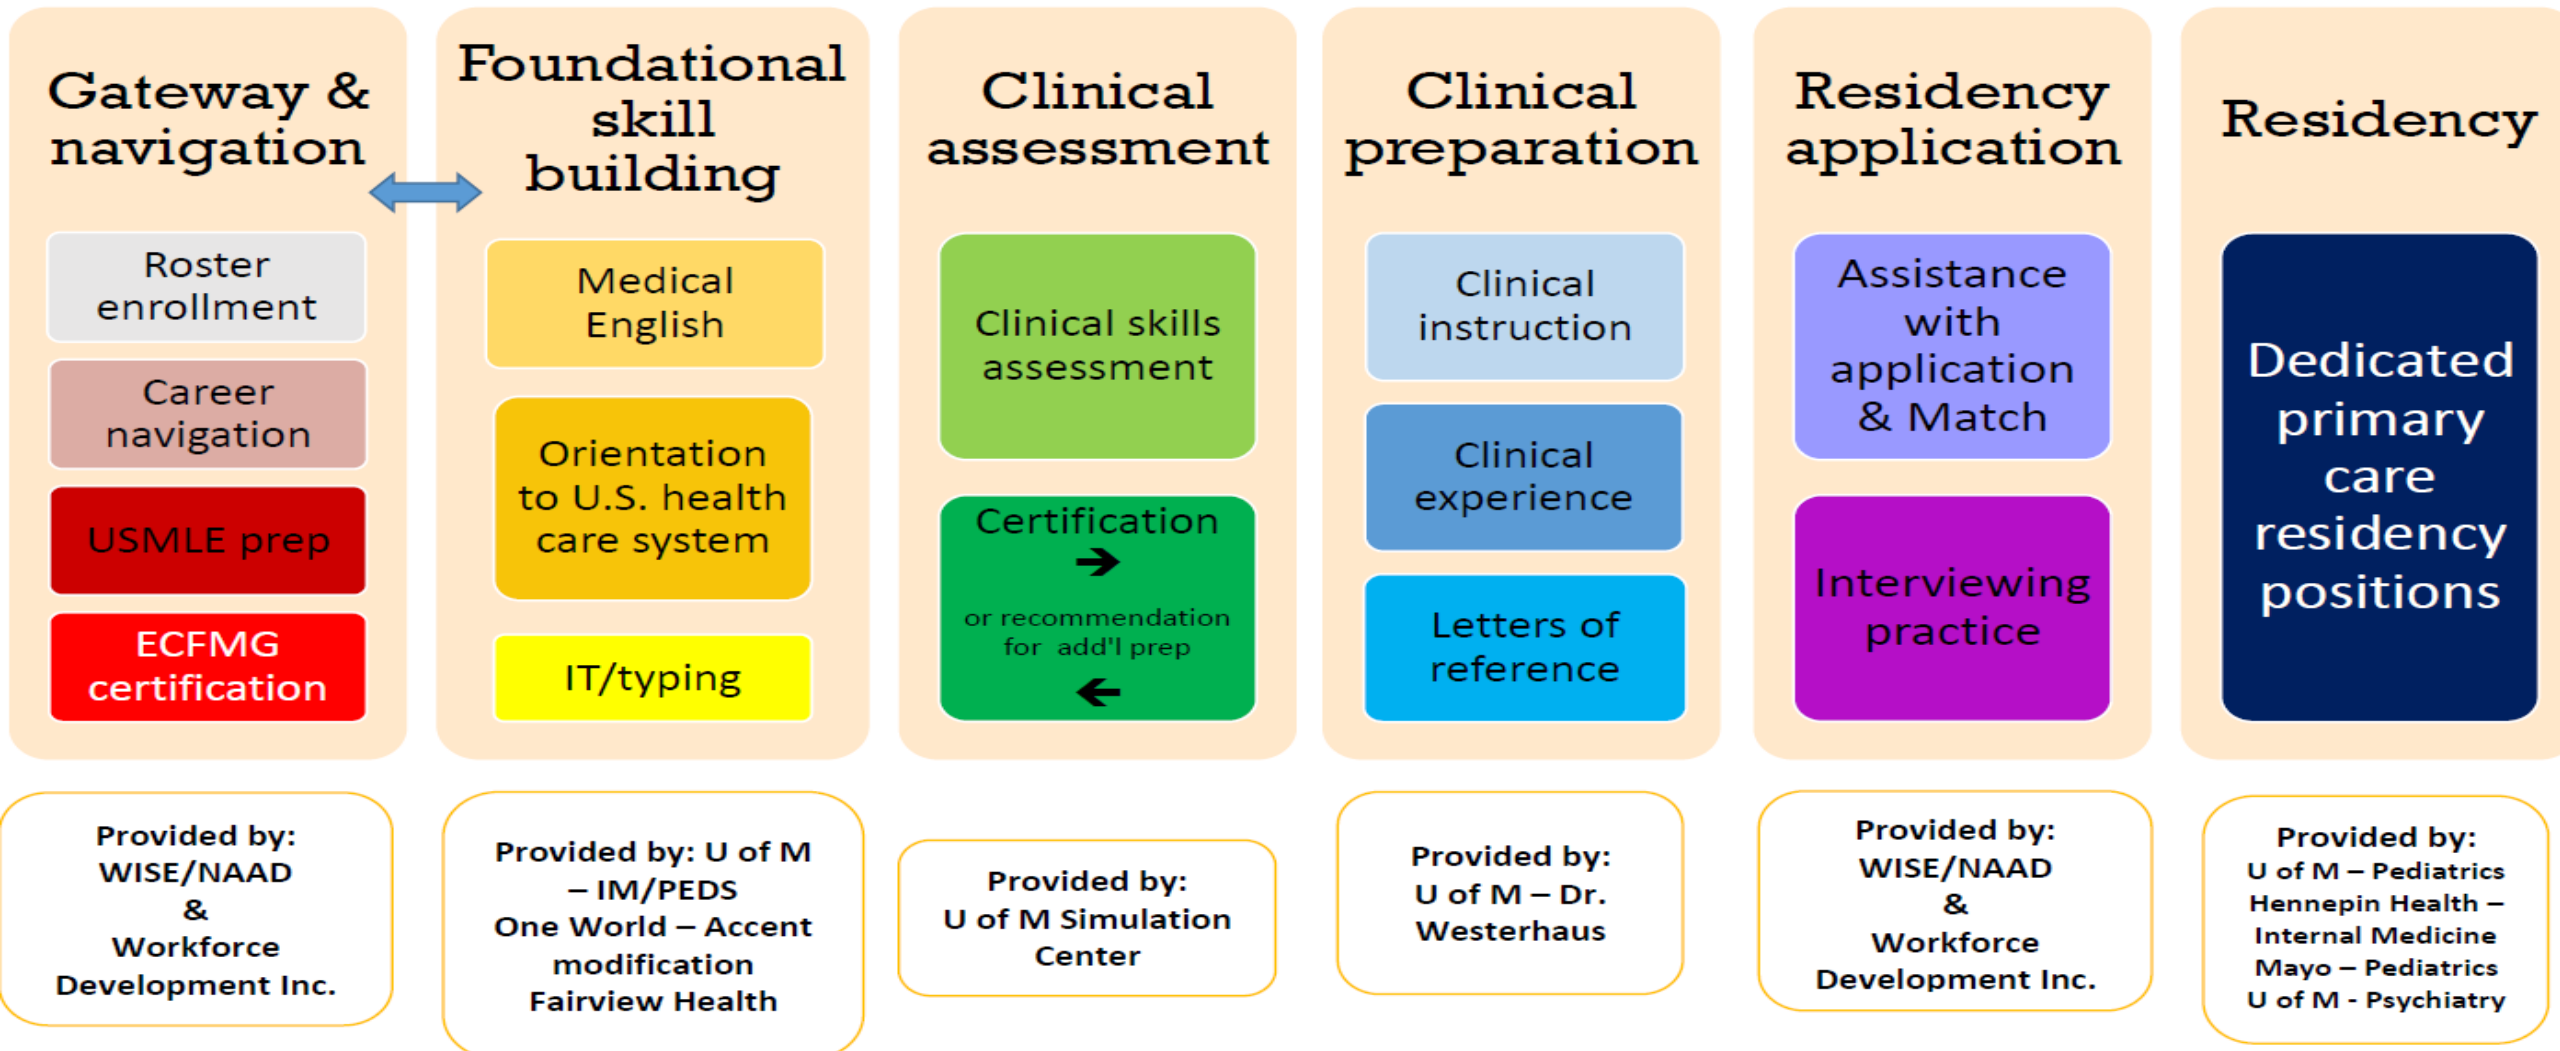 Gateway &
navigation
Roster
enrollment
Career
navigation
USMLE prep
ECFMG
certification
Provided by:
WISE/NAAD
&
Workforce
Development Inc.
Foundational
skill
building
Medical
English
Orientation
to U.S. health
care system
IT/typing
Provided by: U of M
– IM/PEDS
One World – Accent
modification
Fairview Health
Clinical
assessment
Clinical skills
assessment
Certification
➔
or recommendation
for add'l prep
🡨
Provided by:
U of M Simulation
Center
Clinical
preparation
Clinical
instruction
Clinical
experience
Letters of
reference
Provided by:
U of M – Dr.
Westerhaus
Residency
application
Assistance
with
application
& Match
Interviewing
practice
Provided by:
WISE/NAAD
&
Workforce
Development Inc.
Residency
Dedicated
primary
care
residency
positions
Provided by:
U of M – Pediatrics
Hennepin Health –
Internal Medicine
Mayo – Pediatrics
U of M - Psychiatry